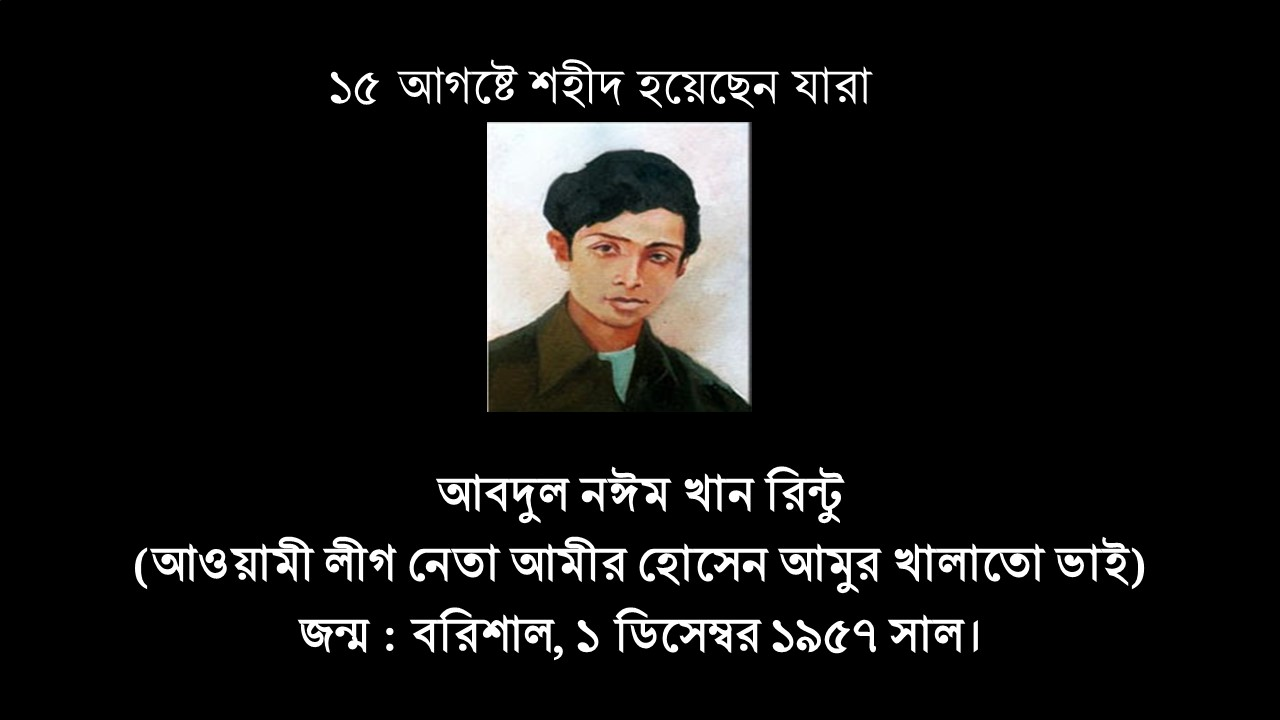 ১৫ আগষ্টে শহীদ হয়েছেন যারা
আবদুল নঈম খান রিন্টু
(আওয়ামী লীগ নেতা আমীর হোসেন আমুর খালাতো ভাই)
জন্ম : বরিশাল, ১ ডিসেম্বর ১৯৫৭ সাল।